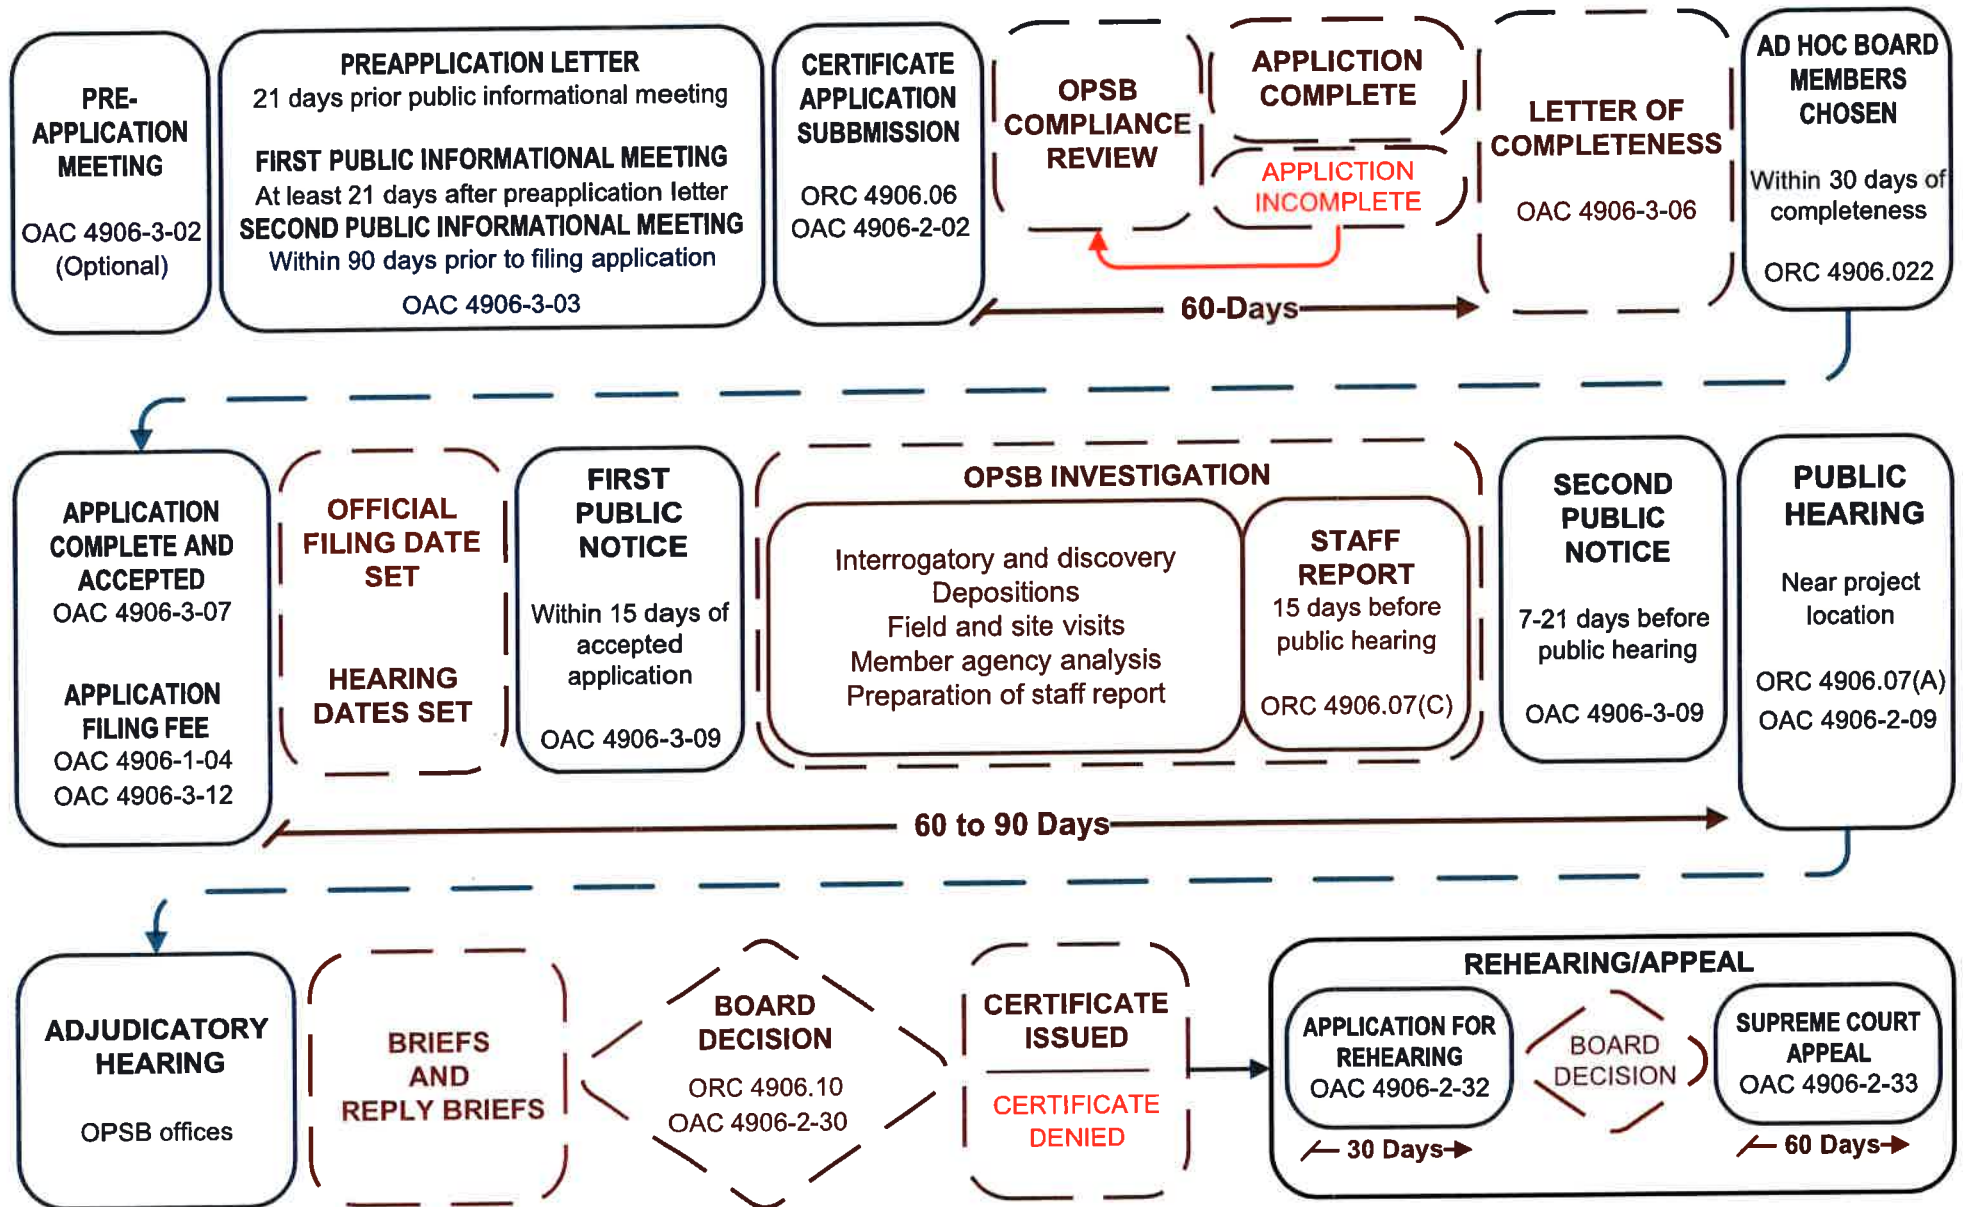 PRE-
APPLICATION
MEETING
OAC 4906-3-02
(Optional)
PREAPPLICATION LETTER
21 days prior public informational meeting
FIRST PUBLIC INFORMATIONAL MEETING
At least 21 days after preapplication letter
SECOND PUBLIC INFORMATIONAL MEETING
Within 90 days prior to filing application
OAC 4906-3-03
CERTIFICATE
APPLICATION
SUBBMISSION
ORC 4906.06
OAC 4906-2-02
OPSB
COMPLIANCE
REVIEW
APPLICTION
COMPLETE
APPLICTION
INCOMPLETE
60-Days
LETTER OF
COMPLETENESS
OAC 4906-3-06
AD HOC BOARD
MEMBERS
CHOSEN
Within 30 days of
completeness
ORC 4906.022
APPLICATION
COMPLETE AND
ACCEPTED
OAC 4906-3-07
APPLICATION
FILING FEE
OAC 4906-1-04
OAC 4906-3-12
OFFICIAL
FILING DATE
SET
HEARING
DATES SET
FIRST
PUBLIC
NOTICE
Within 15 days of
accepted
application
OAC 4906-3-09
OPSB INVESTIGATION
Interrogatory and discovery
Depositions
Field and site visits
Member agency analysis
Preparation of staff report
STAFF
REPORT
15 days before
public hearing
ORC 4906.07(C)
SECOND
PUBLIC
NOTICE
7-21 days before
public hearing
OAC 4906-3-09
PUBLIC
HEARING
Near project
location
ORC 4906.07(A)
OAC 4906-2-09
60 to 90 Days
ADJUDICATORY
HEARING
OPSB offices
BRIEFS
AND
REPLY BRIEFS
BOARD
DECISION
ORC 4906.10
OAC 4906-2-30
CERTIFICATE
ISSUED
CERTIFICATE
DENIED
REHEARING/APPEAL
APPLICATION FOR
REHEARING
OAC 4906-2-32
30 Days
BOARD
DECISION
SUPREME COURT
APPEAL
OAC 4906-2-33
60 Days